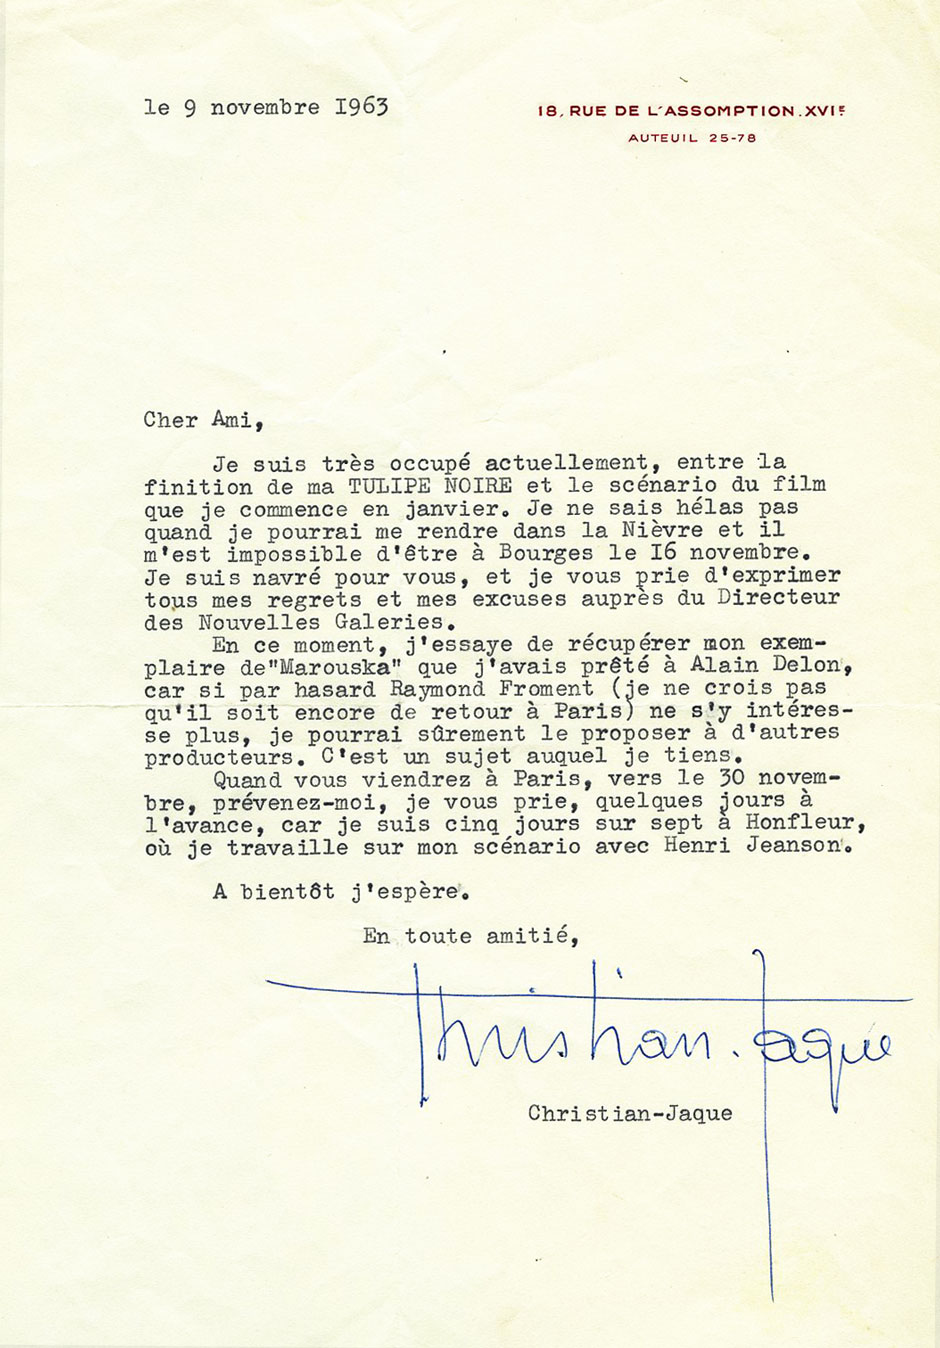 le 9 novembre 1963
18, RUE DE L'ASSOMPTION. XVIE
AUTEUIL 25-78
Cher Ami,
Je suis très occupé actuellement, entre la
finition de ma TULIPE NOIRE et le scénario du film
que je commence en janvier. Je ne sais hélas pas
quand je pourrai me rendre dans la Nièvre et il
m'est impossible d'être à Bourges le I6 novembre.
Je suis navré pour vous, et je vous prie d'exprimer
tous mes regrets et mes excuses auprès du Directeur
des Nouvelles Galeries.
En ce moment, j'essaye de récupérer mon exem-
plaire de"Marouska" que j'avais prêté à Alain Delon,
car si par hasard Raymond Froment (je ne crois pas
qu'il soit encore de retour à Paris) ne s'y intéres-
se plus, je pourrai sûrement le proposer à d'autres
producteurs. C'est un sujet auquel je tiens.
Quand vous viendrez à Paris, vers le 30 novem-
bre, prévenez-moi, je vous prie, quelques jours à
l'avance, car je suis cinq jours sur sept à Honfleur,
où je travaille sur mon scénario avec Henri Jeanson.
A bientôt j'espère.
En toute amitié,
Christian-Jaque
Christian-Jaque